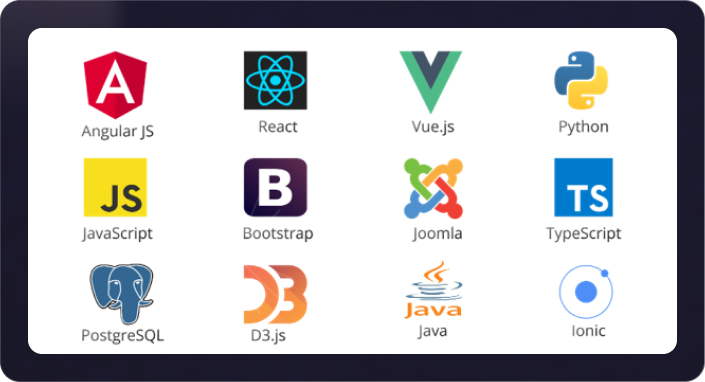 Angular JS
React
Vue.js
Python
JS
JavaScript
B
Bootstrap
Joomla
TS
TypeScript
PostgreSQL
D3
D3.js
Java
Java
Ionic